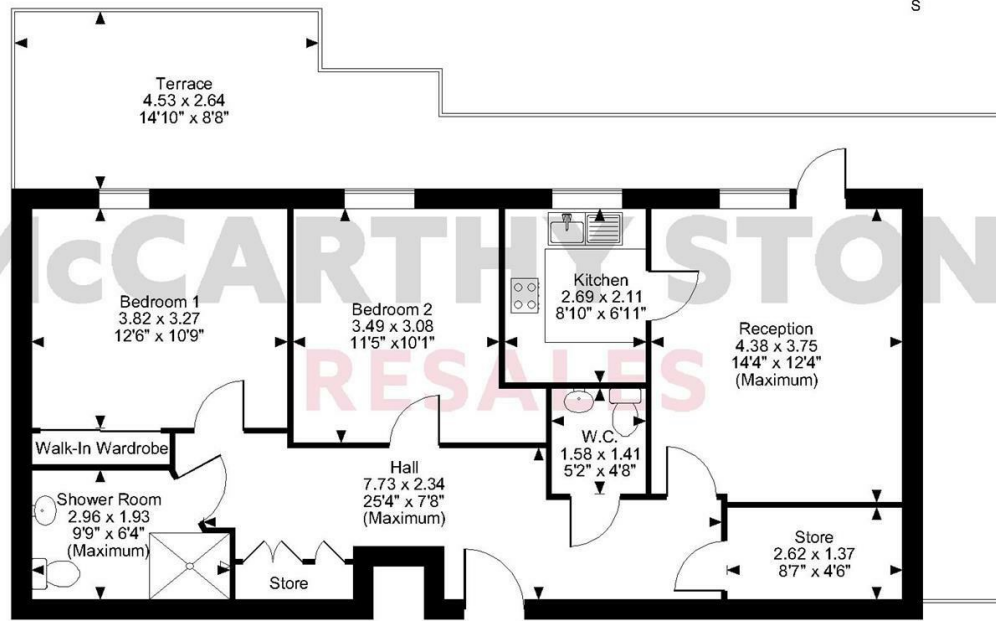 S
Terrace
4.53 x 2.64
14'10" x 8'8"
McCARTHY STON
RESALES
Bedroom 1
3.82 x 3.27
12'6" x 10'9"
Bedroom 2
3.49 x 3.08
11'5" x10'1"
Kitchen
2.69 x 2.11
8'10" x 6'11"
Reception
4.38 x 3.75
14'4" x 12'4"
(Maximum)
Walk-In Wardrobe
W.C.
1.58 x 1.41
5'2" x 4'8"
Hall
7.73 x 2.34
25'4" x 7'8"
(Maximum)
Shower Room
2.96 x 1.93
9'9" x 6'4"
(Maximum)
Store
Store
2.62 x 1.37
8'7" x 4'6"